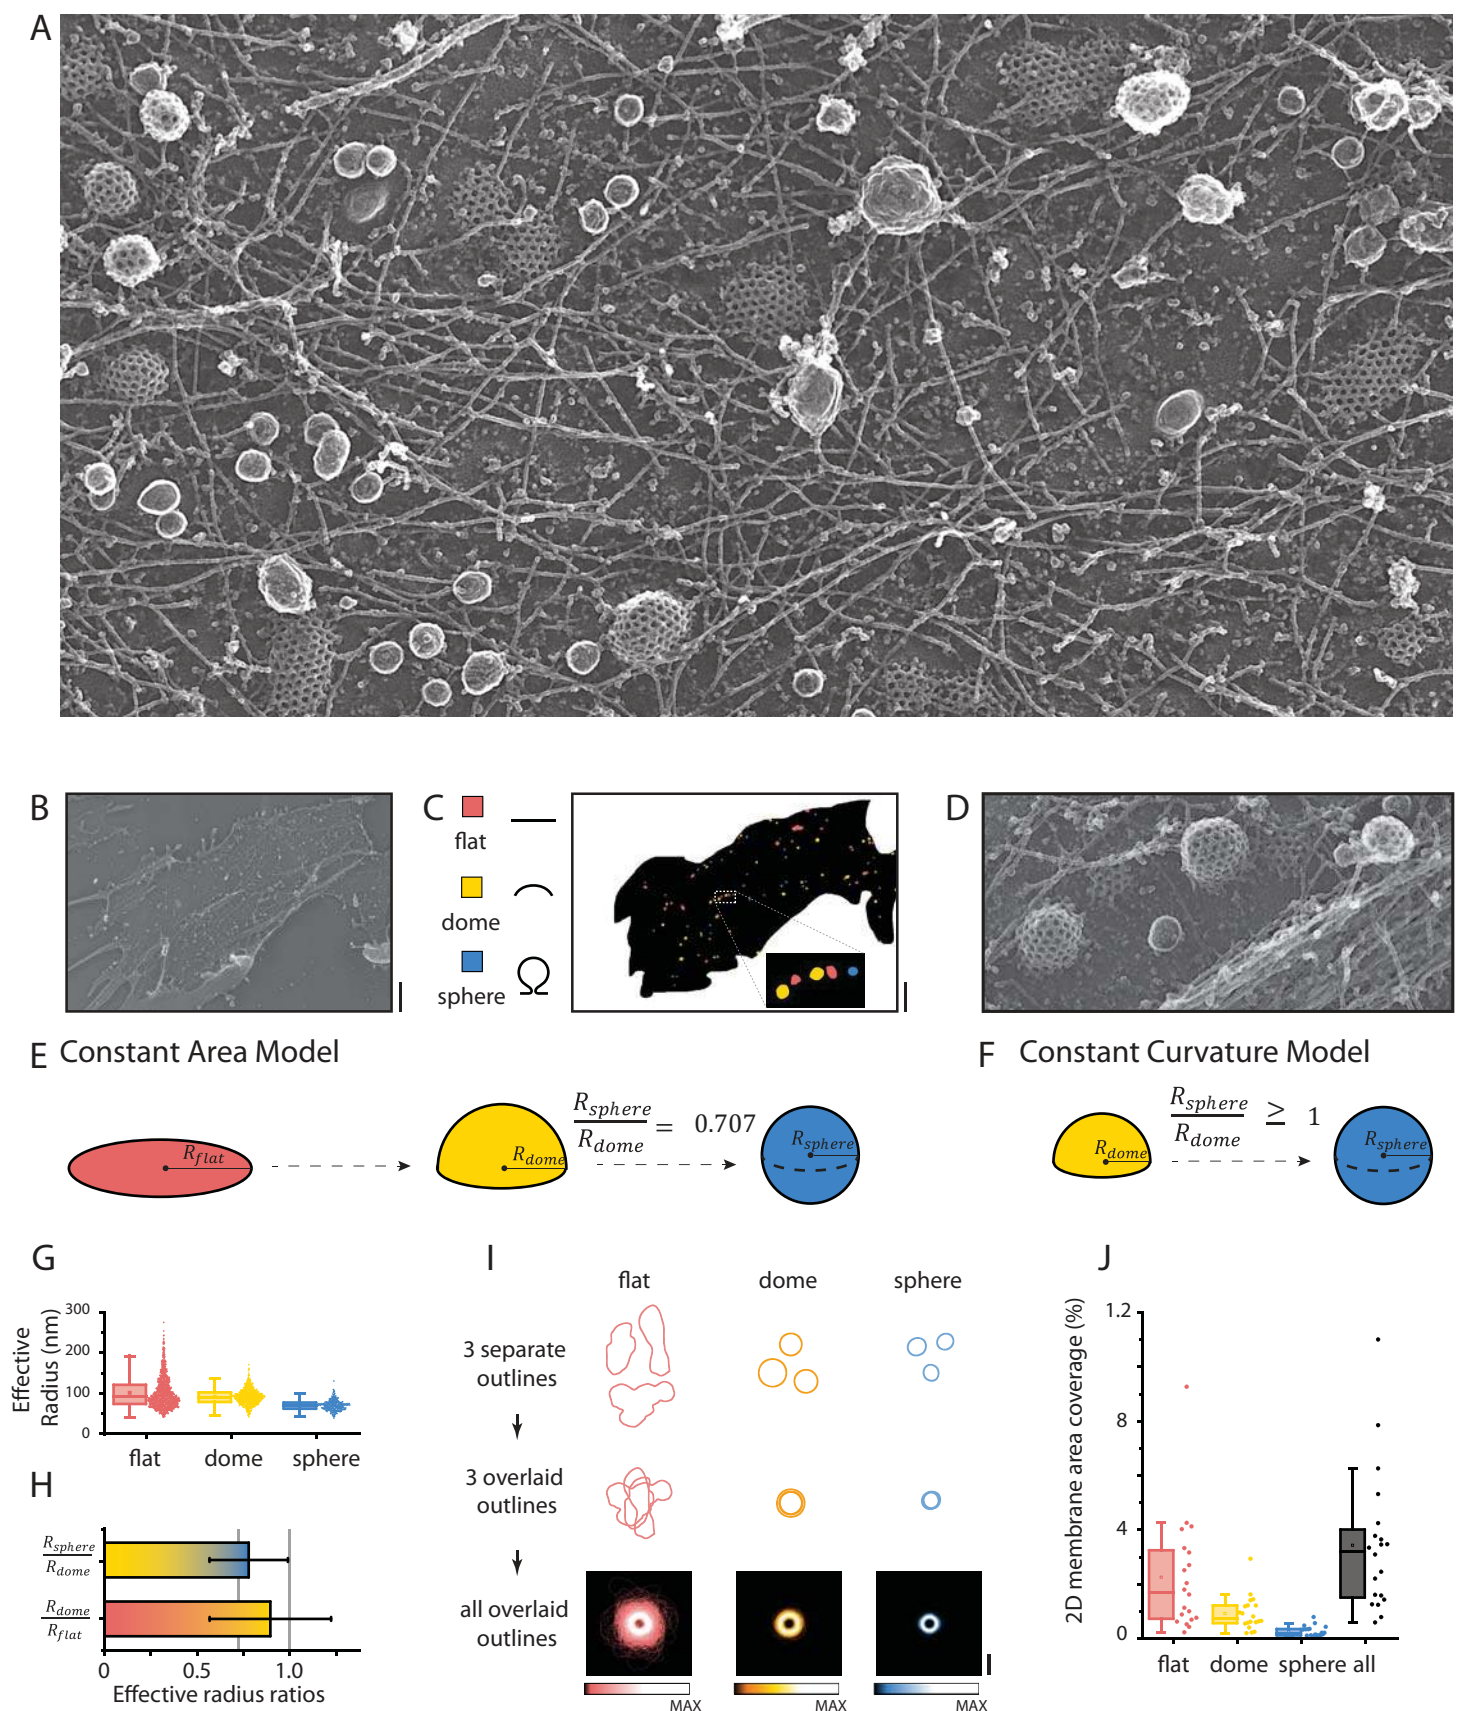 A
B
C
flat
dome
sphere
D
E Constant Area Model
R_flat
R_dome
R_sphere / R_dome = 0.707
R_sphere
F Constant Curvature Model
R_dome
R_sphere / R_dome ≥ 1
R_sphere
G
Effective
Radius (nm)
300
200
100
0
flat dome sphere
H
R_sphere / R_dome
R_dome / R_flat
0 0.5 1.0
Effective radius ratios
I
flat dome sphere
3 separate
outlines
3 overlaid
outlines
all overlaid
outlines
MAX MAX MAX
J
2D membrane area coverage (%)
1.2
8
4
0
flat dome sphere all